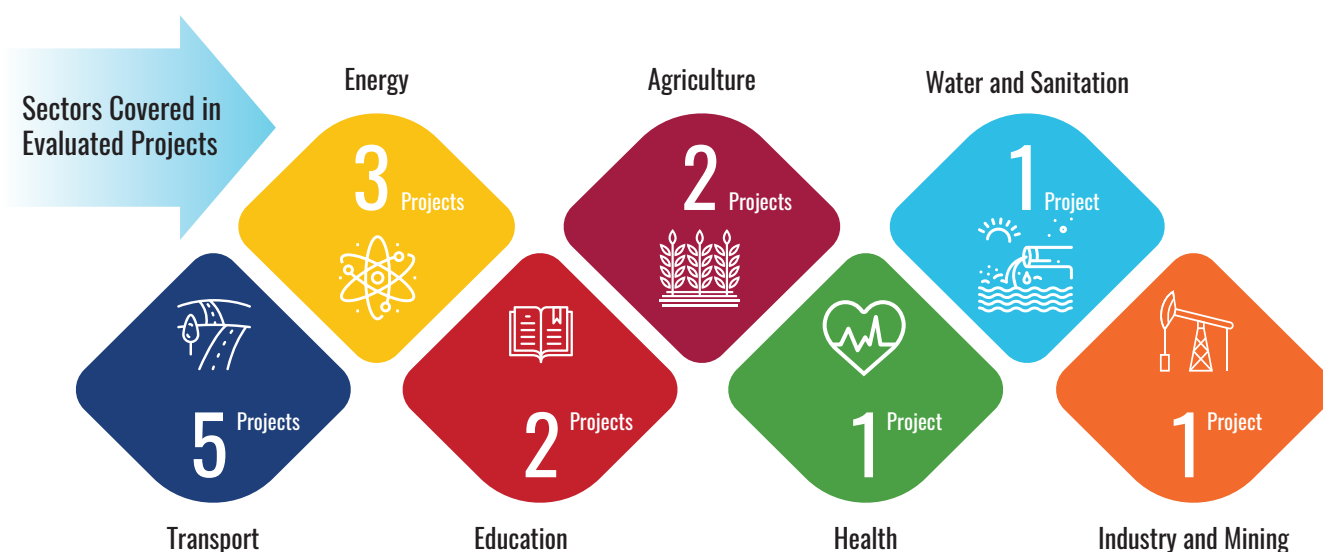 Sectors Covered in
Evaluated Projects
Energy
3 Projects
Agriculture
2 Projects
Water and Sanitation
1 Project
5 Projects
Transport
2 Projects
Education
1 Project
Health
1 Project
Industry and Mining